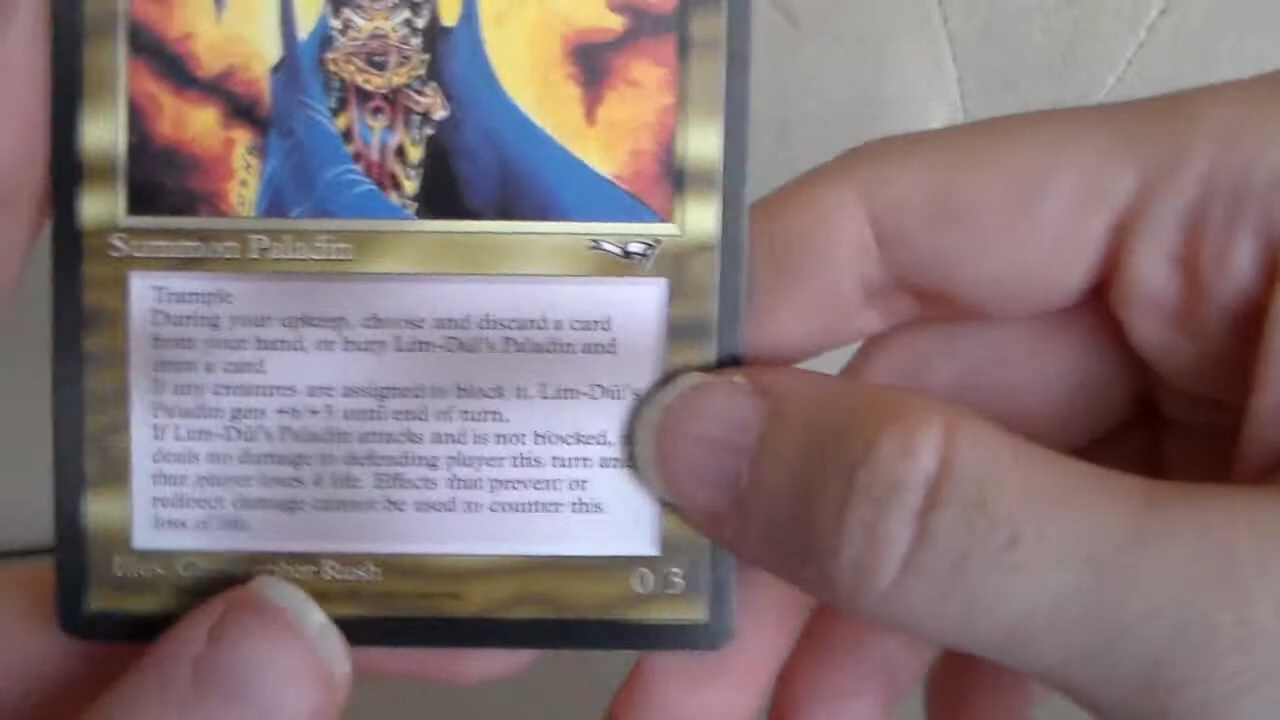 Summon Paladin
Trample
During your upkeep, choose and discard a card
from your hand, or bury Lim-Dûl's Paladin and
draw a card.
If any creatures are assigned to block it, Lim-Dûl's
Paladin gets +6/+3 until end of turn.
If Lim-Dûl's Paladin attacks and is not blocked,
deals no damage to defending player this turn and
that player loses 4 life. Effects that prevent or
redirect damage cannot be used to counter this
loss of life.
Illus. Rush
0/3